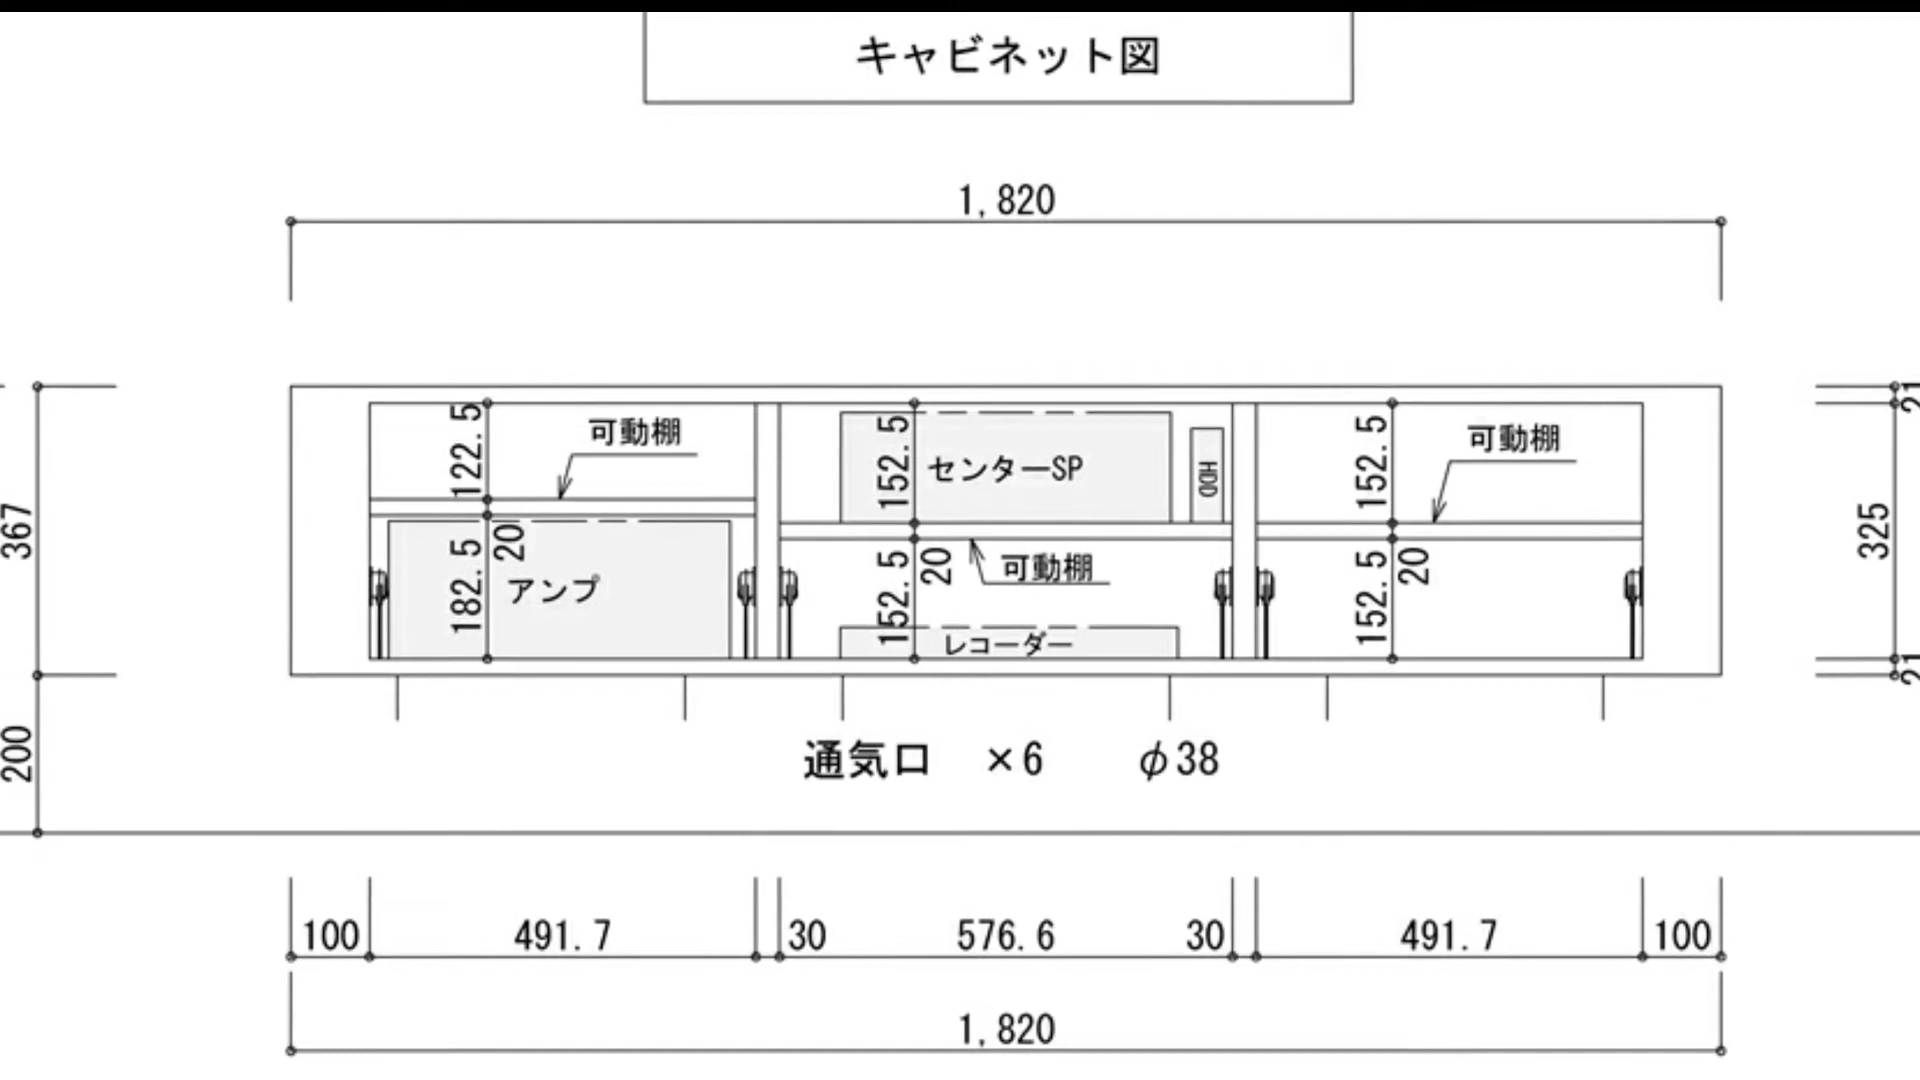 キャビネット図
1,820
367
200
122.5
20
182.5
可動棚
アンプ
152.5
20
152.5
センターSP
HDD
可動棚
レコーダー
152.5
20
152.5
可動棚
21
325
21
通気口 ×6 φ38
100 491.7 30 576.6 30 491.7 100
1,820